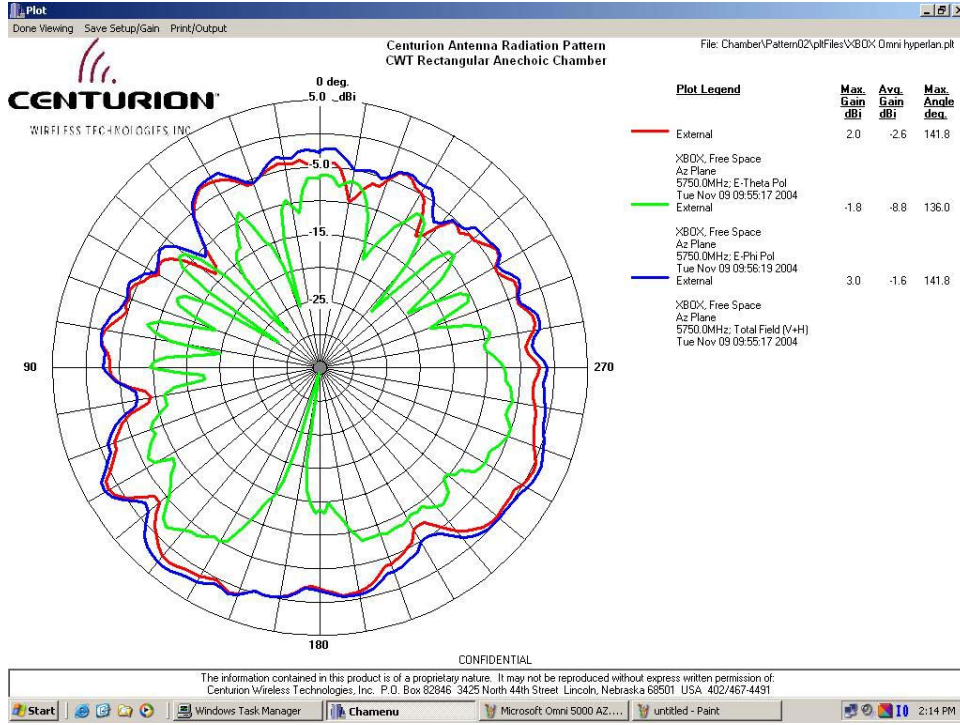 Plot
Done Viewing Save Setup/Gain Print/Output
CENTURION
WIRELESS TECHNOLOGIES, INC.
Centurion Antenna Radiation Pattern
CWT Rectangular Anechoic Chamber
File: Chamber\Pattern02\pltFiles\XBOX Omni hyperlan.plt
0 deg.
5.0 dBi
-5.0
-15.
-25.
90
270
180
Plot Legend Max. Gain dBi Avg. Gain dBi Max. Angle deg.
External 2.0 -2.6 141.8
XBOX, Free Space
Az Plane
5750.0MHz; E-Theta Pol
Tue Nov 09 09:55:17 2004
External -1.8 -8.8 136.0
XBOX, Free Space
Az Plane
5750.0MHz; E-Phi Pol
Tue Nov 09 09:56:19 2004
External 3.0 -1.6 141.8
XBOX, Free Space
Az Plane
5750.0MHz; Total Field (V+H)
Tue Nov 09 09:55:17 2004
CONFIDENTIAL
The information contained in this product is of a proprietary nature. It may not be reproduced without express written permission of:
Centurion Wireless Technologies, Inc. P.O. Box 82846 3425 North 44th Street Lincoln, Nebraska 68501 USA 402/467-4491
Start Windows Task Manager Chamenu Microsoft Omni 5000 AZ.... untitled - Paint 2:14 PM